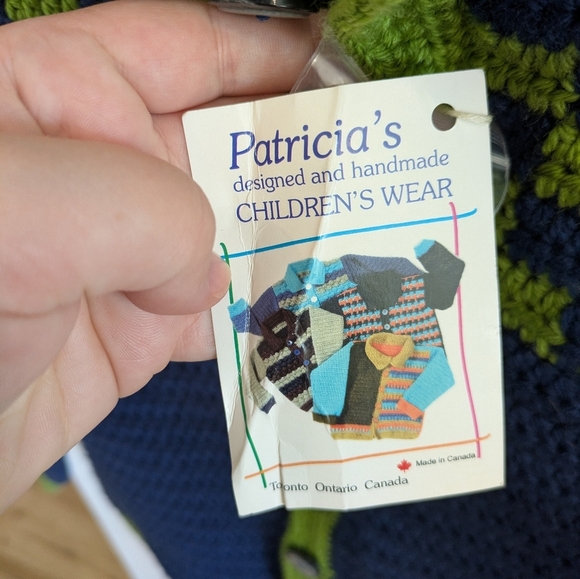 Patricia's
designed and handmade
CHILDREN'S WEAR
Made in Canada
Toronto Ontario Canada